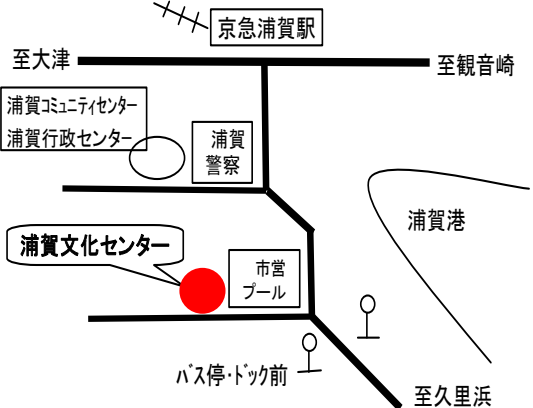 京急浦賀駅
至大津
至観音崎
浦賀ｺﾐｭﾆﾃｨｾﾝﾀｰ
浦賀行政センター
浦賀
警察
浦賀港
浦賀文化センター
市営
プール
ﾊﾞｽ停･ﾄﾞｯｸ前
至久里浜